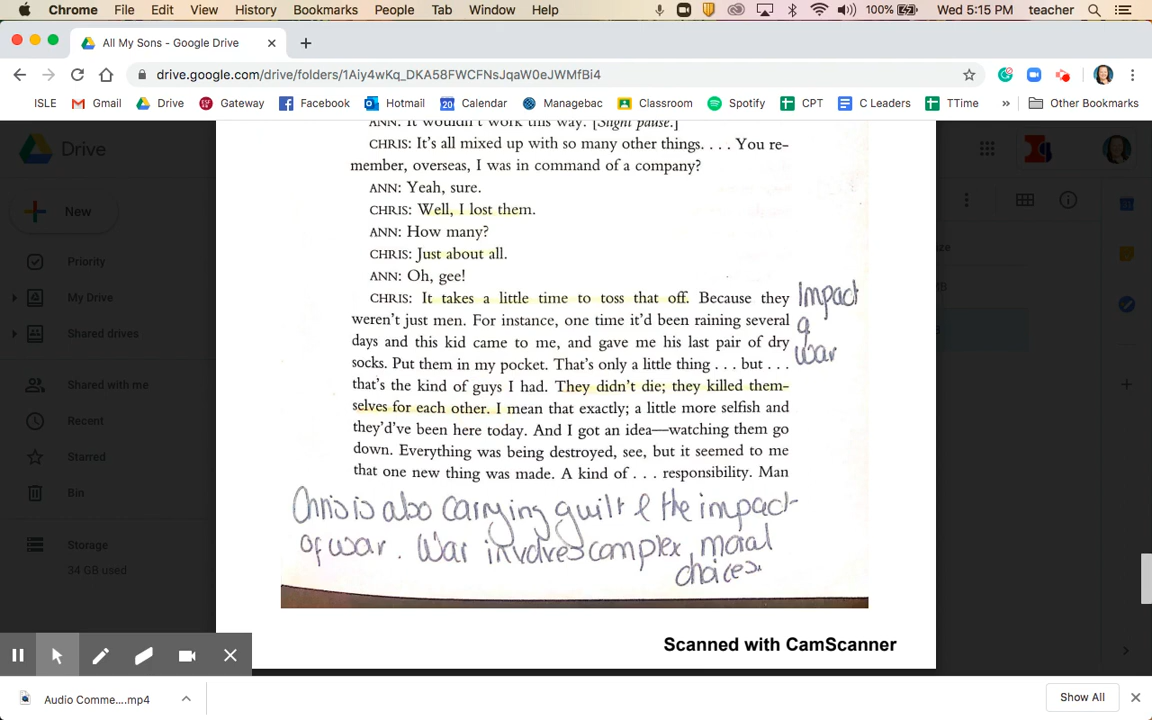 Chrome File Edit View History Bookmarks People Tab Window Help 100% Wed 5:15 PM teacher
All My Sons - Google Drive
drive.google.com/drive/folders/1Aiy4wKq_DKA58FWCFNsJqaW0eJWMfBi4
ISLE Gmail Drive Gateway Facebook Hotmail Calendar Managebac Classroom Spotify CPT C Leaders TTime » Other Bookmarks
Drive
New
Priority
My Drive
Shared drives
Shared with me
Recent
Starred
Bin
Storage
34 GB used
ANN: It wouldn't work this way. [Slight pause.]
CHRIS: It's all mixed up with so many other things. . . . You re-
member, overseas, I was in command of a company?
ANN: Yeah, sure.
CHRIS: Well, I lost them.
ANN: How many?
CHRIS: Just about all.
ANN: Oh, gee!
CHRIS: It takes a little time to toss that off. Because they
weren't just men. For instance, one time it'd been raining several
days and this kid came to me, and gave me his last pair of dry
socks. Put them in my pocket. That's only a little thing . . . but . . .
that's the kind of guys I had. They didn't die; they killed them-
selves for each other. I mean that exactly; a little more selfish and
they'd've been here today. And I got an idea—watching them go
down. Everything was being destroyed, see, but it seemed to me
that one new thing was made. A kind of . . . responsibility. Man
Impact
war
Chris is also carrying guilt & the impact
of war. War involves complex, moral
choices.
Scanned with CamScanner
Audio Comme....mp4
Show All